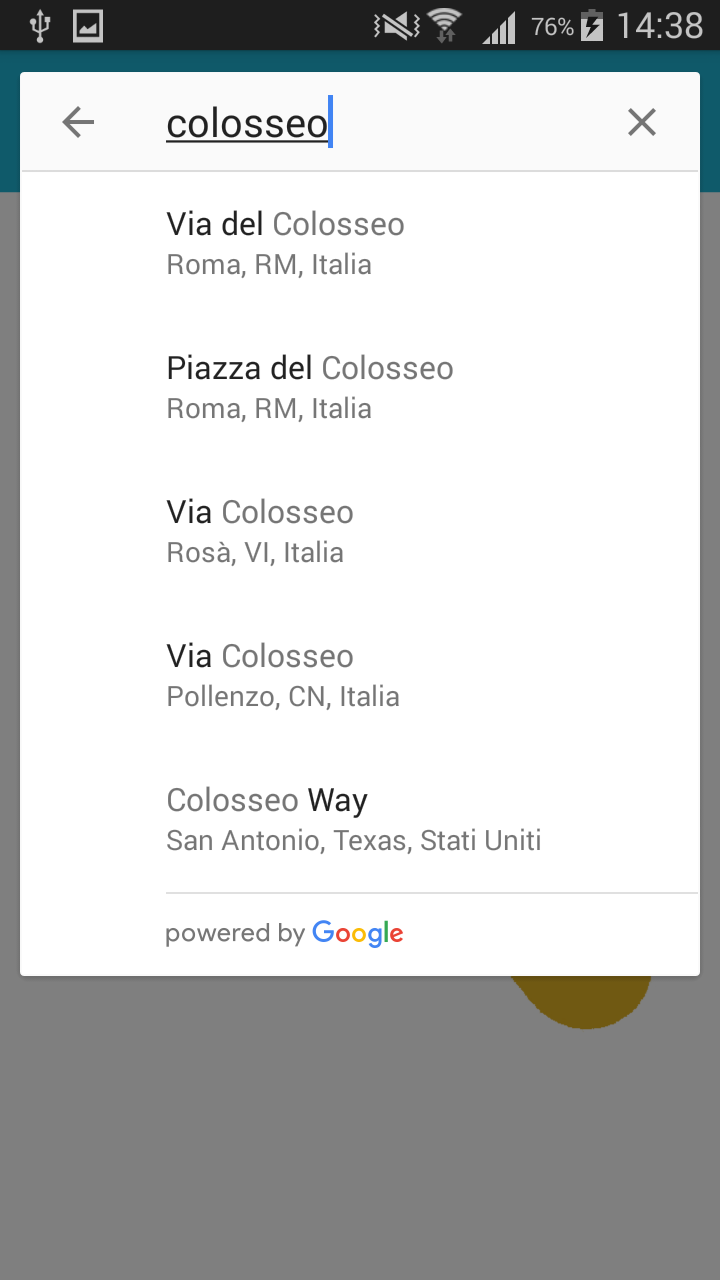 76% 14:38
colosseo
Via del Colosseo
Roma, RM, Italia
Piazza del Colosseo
Roma, RM, Italia
Via Colosseo
Rosà, VI, Italia
Via Colosseo
Pollenzo, CN, Italia
Colosseo Way
San Antonio, Texas, Stati Uniti
powered by Google